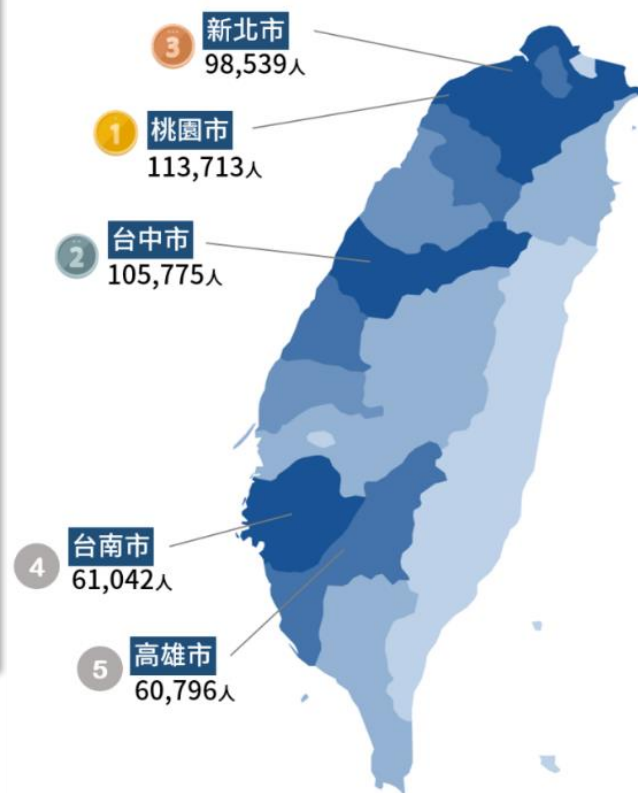 3
新北市
98,539人
1
桃園市
113,713人
2
台中市
105,775人
4
台南市
61,042人
5
高雄市
60,796人